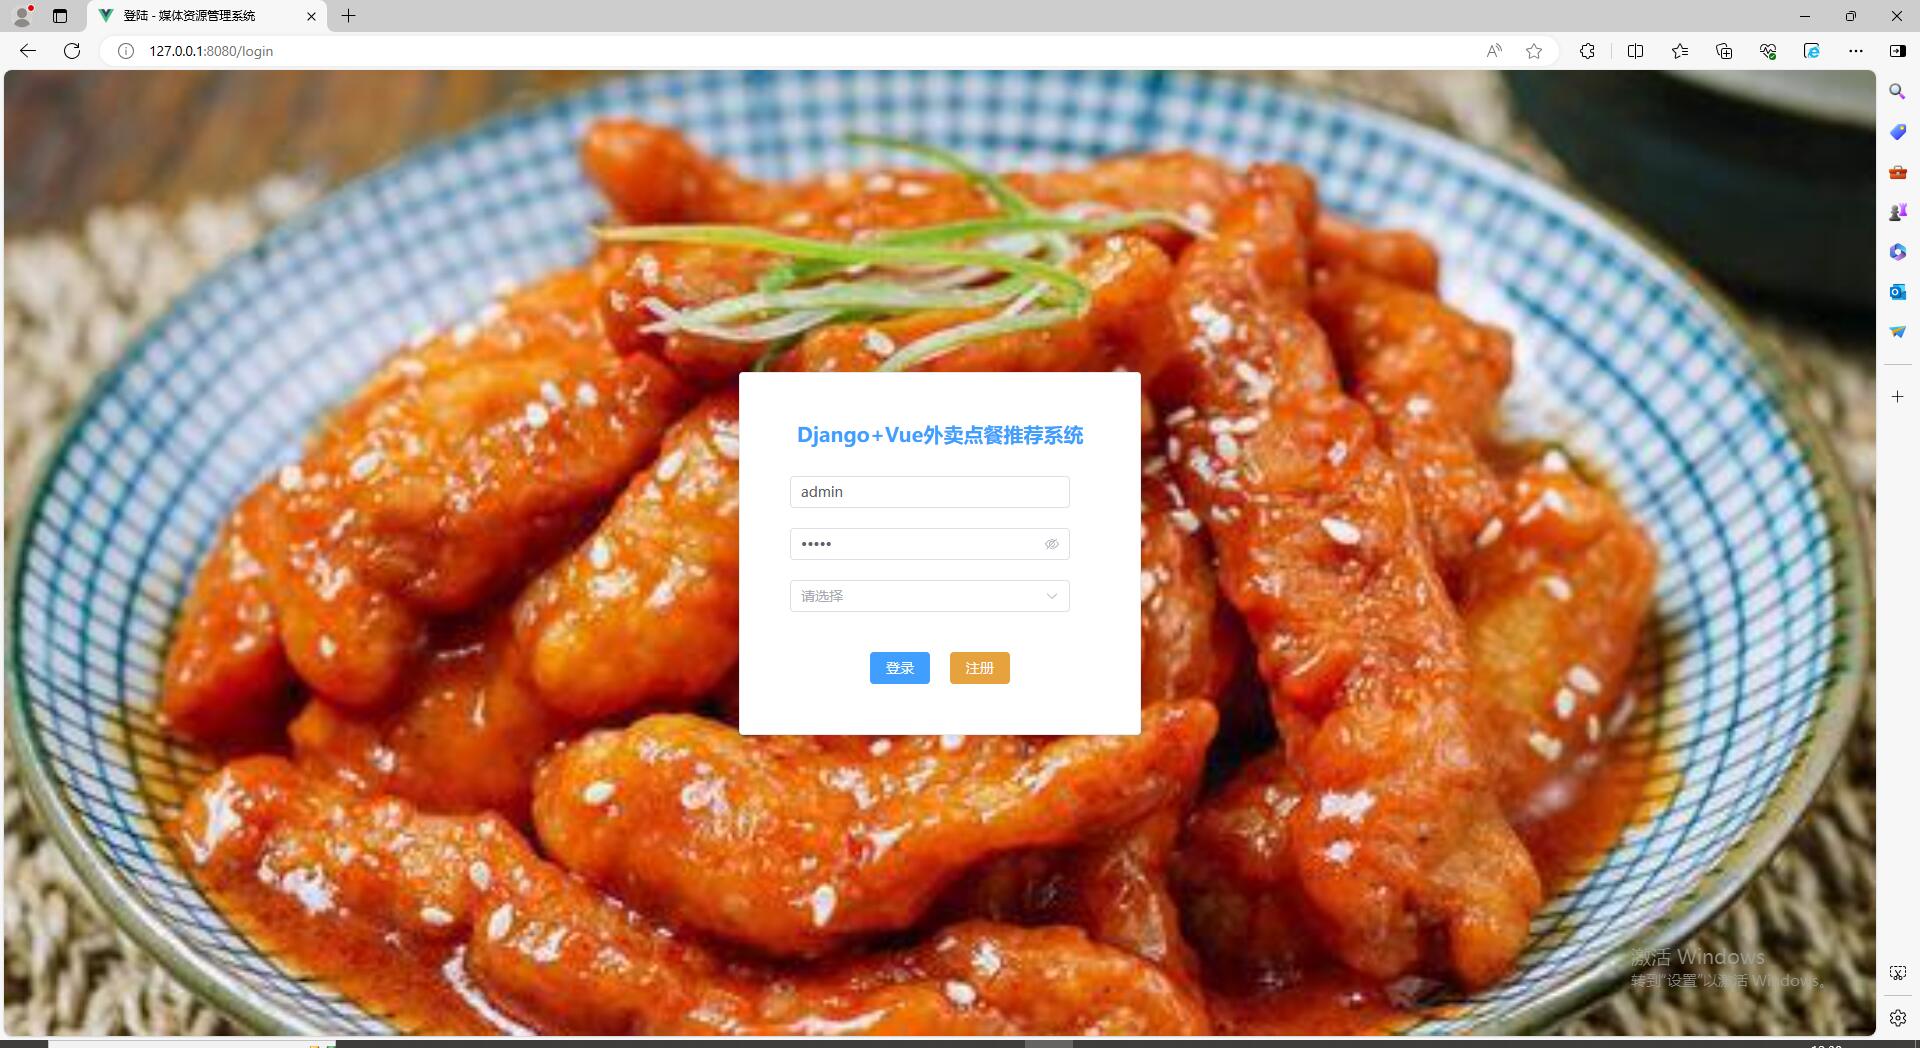 登陆 - 媒体资源管理系统
127.0.0.1:8080/login
Django+Vue外卖点餐推荐系统
admin
•••••
请选择
登录 注册
激活 Windows
转到"设置"以激活 Windows。